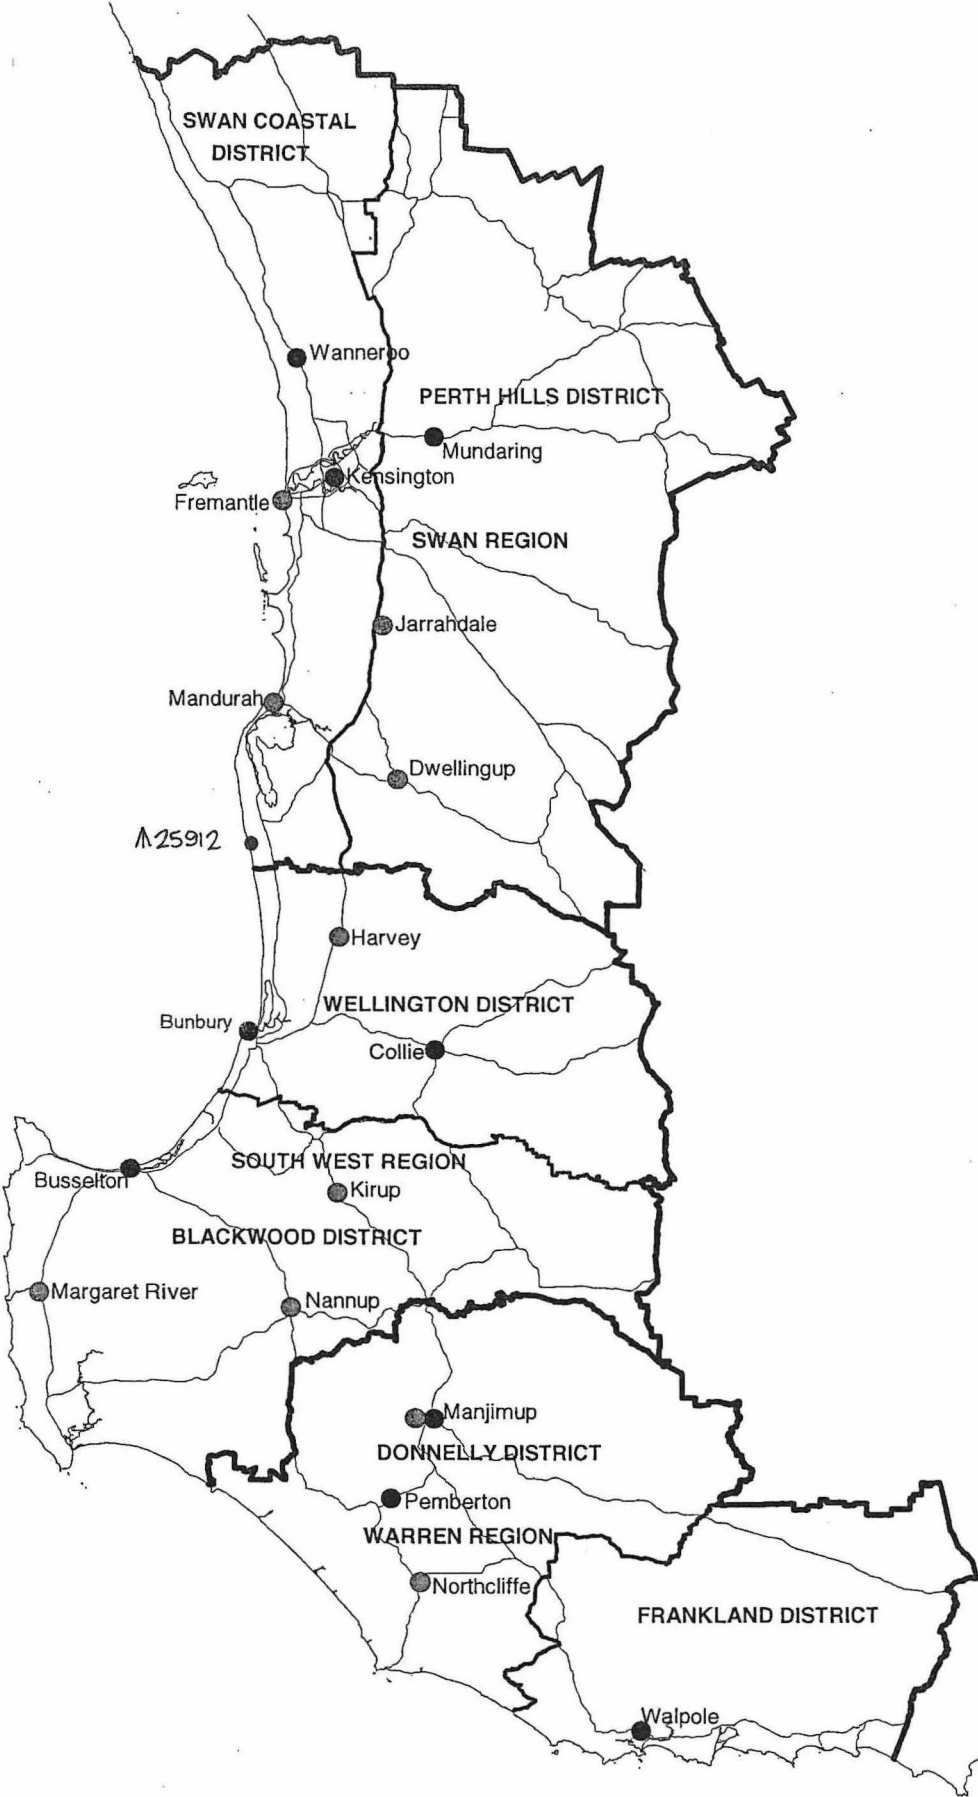 SWAN COASTAL
DISTRICT
Wanneroo
PERTH HILLS DISTRICT
Mundaring
Kensington
Fremantle
SWAN REGION
Jarrahdale
Mandurah
Dwellingup
25912
Harvey
WELLINGTON DISTRICT
Bunbury
Collie
SOUTH WEST REGION
Busselton
Kirup
BLACKWOOD DISTRICT
Margaret River
Nannup
Manjimup
DONNELLY DISTRICT
Pemberton
WARREN REGION
Northcliffe
FRANKLAND DISTRICT
Walpole